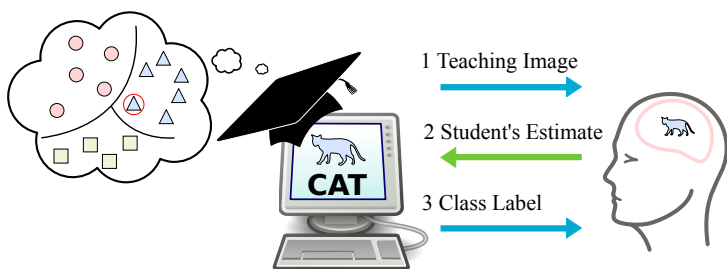 1 Teaching Image
2 Student's Estimate
CAT
3 Class Label